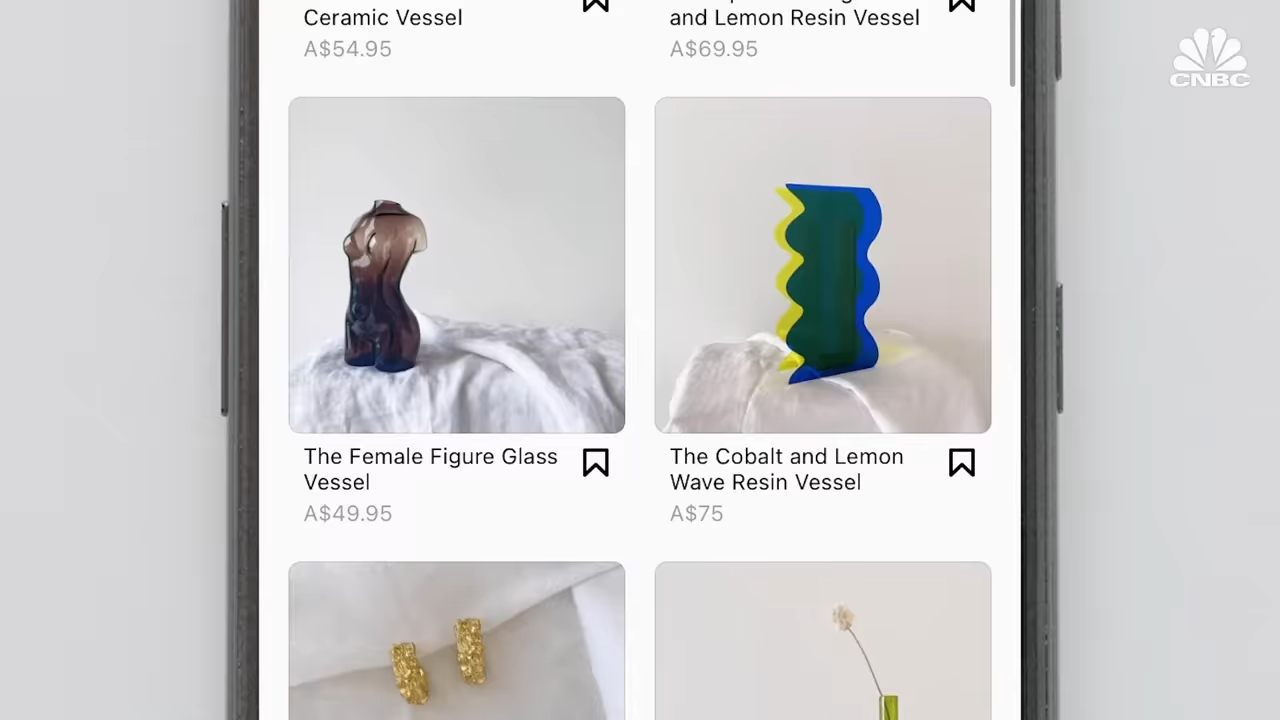 Ceramic Vessel
A$54.95
and Lemon Resin Vessel
A$69.95
CNBC
The Female Figure Glass
Vessel
A$49.95
The Cobalt and Lemon
Wave Resin Vessel
A$75